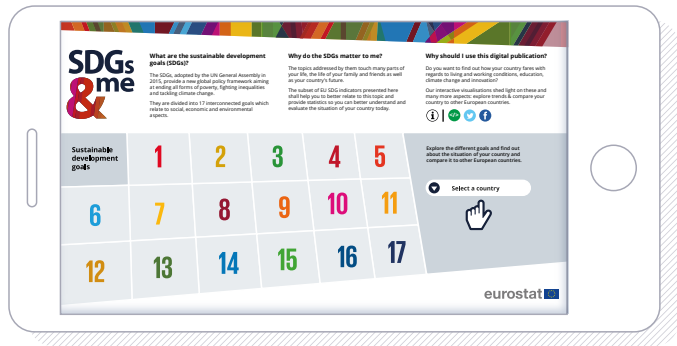 SDGs
&me
What are the sustainable development
goals (SDGs)?
The SDGs, adopted by the UN General Assembly in
2015, provide a new global policy framework aiming
at ending all forms of poverty, fighting inequalities
and tackling climate change.
They are divided into 17 interconnected goals which
relate to social, economic and environmental
aspects.
Why do the SDGs matter to me?
The topics addressed by them touch many parts of
your life, the life of your family and friends as well
as your country's future.
The subset of EU SDG indicators presented here
shall help you to better relate to this topic and
provide statistics so you can better understand and
evaluate the situation of your country today.
Why should I use this digital publication?
Do you want to find out how your country fares with
regards to living and working conditions, education,
climate change and innovation?
Our interactive visualisations shed light on these and
many more aspects: explore trends & compare your
country to other European countries.
i </> f
Sustainable
development
goals
1 2 3 4 5
6 7 8 9 10 11
12 13 14 15 16 17
Explore the different goals and find out
about the situation of your country and
compare it to other European countries.
Select a country
eurostat